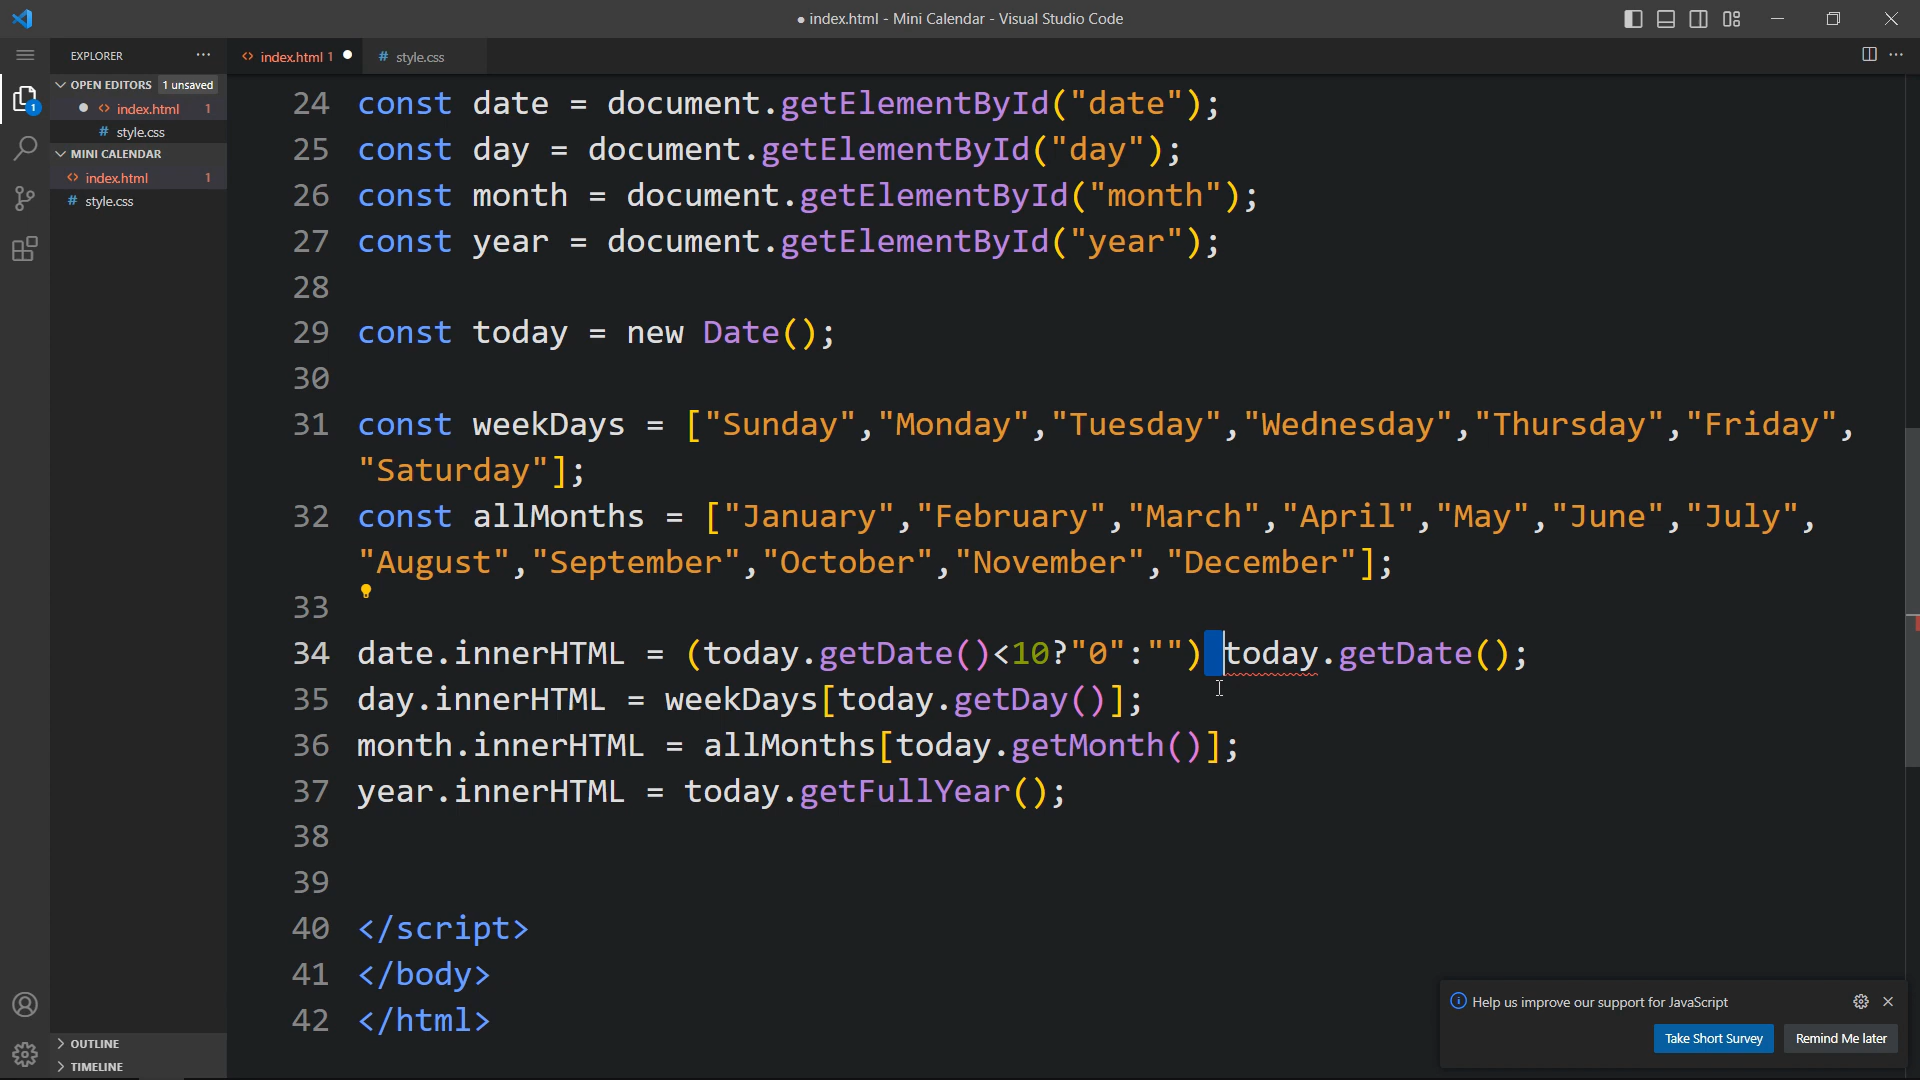 ● index.html - Mini Calendar - Visual Studio Code
EXPLORER ···
OPEN EDITORS 1 unsaved
● <> index.html 1
# style.css
MINI CALENDAR
<> index.html 1
# style.css
OUTLINE
TIMELINE
1
<> index.html 1 ●
# style.css
24 const date = document.getElementById("date");
25 const day = document.getElementById("day");
26 const month = document.getElementById("month");
27 const year = document.getElementById("year");
28
29 const today = new Date();
30
31 const weekDays = ["Sunday","Monday","Tuesday","Wednesday","Thursday","Friday",
"Saturday"];
32 const allMonths = ["January","February","March","April","May","June","July",
"August","September","October","November","December"];
33
34 date.innerHTML = (today.getDate()<10?"0":"") today.getDate();
35 day.innerHTML = weekDays[today.getDay()];
36 month.innerHTML = allMonths[today.getMonth()];
37 year.innerHTML = today.getFullYear();
38
39
40 </script>
41 </body>
42 </html>
Help us improve our support for JavaScript
Take Short Survey Remind Me later